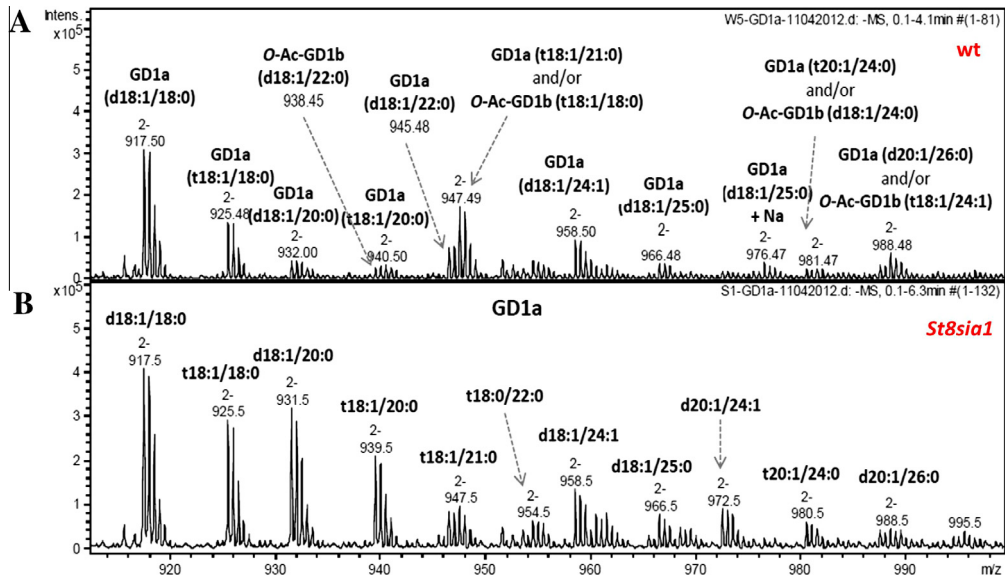 A
Intens.
x10⁵
W5-GD1a-11042012.d: -MS, 0.1-4.1min #(1-81)
wt
GD1a
(d18:1/18:0)
2-
917.50
GD1a
(t18:1/18:0)
2-
925.48
GD1a
(d18:1/20:0)
2-
932.00
O-Ac-GD1b
(d18:1/22:0)
938.45
GD1a
(t18:1/20:0)
2-
940.50
GD1a
(d18:1/22:0)
945.48
GD1a (t18:1/21:0)
and/or
O-Ac-GD1b (t18:1/18:0)
2-
947.49
GD1a
(d18:1/24:1)
2-
958.50
GD1a
(d18:1/25:0)
2-
966.48
GD1a
(d18:1/25:0)
+ Na
2-
976.47
GD1a (t20:1/24:0)
and/or
O-Ac-GD1b (d18:1/24:0)
2-
981.47
GD1a (d20:1/26:0)
and/or
O-Ac-GD1b (t18:1/24:1)
2-
988.48
5
4
3
2
1
0
B
x10⁵
S1-GD1a-11042012.d: -MS, 0.1-6.3min #(1-132)
GD1a
St8sia1
d18:1/18:0
2-
917.5
t18:1/18:0
2-
925.5
d18:1/20:0
2-
931.5
t18:1/20:0
2-
939.5
t18:1/21:0
2-
947.5
t18:0/22:0
2-
954.5
d18:1/24:1
2-
958.5
d18:1/25:0
2-
966.5
d20:1/24:1
2-
972.5
t20:1/24:0
2-
980.5
d20:1/26:0
2-
988.5
995.5
5
4
3
2
1
0
920 930 940 950 960 970 980 990 m/z